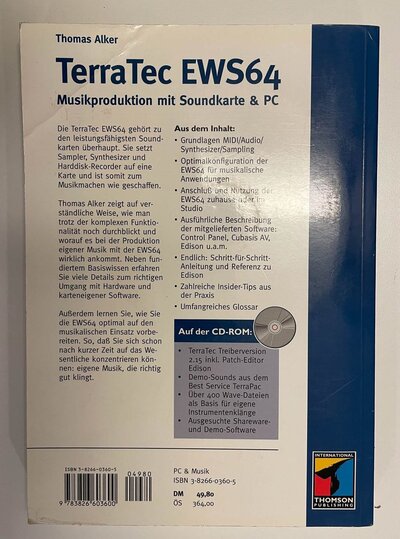 Thomas Alker
TerraTec EWS64
Musikproduktion mit Soundkarte & PC
Die TerraTec EWS64 gehört zu
den leistungsfähigsten Sound-
karten überhaupt. Sie setzt
Sampler, Synthesizer und
Harddisk-Recorder auf eine
Karte und ist somit zum
Musikmachen wie geschaffen.
Thomas Alker zeigt auf ver-
ständliche Weise, wie man
trotz der komplexen Funktio-
nalität noch durchblickt und
worauf es bei der Produktion
eigener Musik mit der EWS64
wirklich ankommt. Neben fun-
diertem Basiswissen erfahren
Sie viele Details zum richtigen
Umgang mit Hardware und
karteneigener Software.
Außerdem lernen Sie, wie Sie
die EWS64 optimal auf den
musikalischen Einsatz vorbe-
reiten. So, daß Sie sich schon
nach kurzer Zeit auf das We-
sentliche konzentrieren kön-
nen: eigene Musik, die richtig
gut klingt.
Aus dem Inhalt:
• Grundlagen MIDI/Audio/
Synthesizer/Sampling
• Optimalkonfiguration der
EWS64 für musikalische
Anwendungen
• Anschluß und Nutzung der
EWS64 zuhause oder im
Studio
• Ausführliche Beschreibung
der mitgelieferten Software:
Control Panel, Cubasis AV,
Edison u.a.m.
• Endlich: Schritt-für-Schritt-
Anleitung und Referenz zu
Edison
• Zahlreiche Insider-Tips aus
der Praxis
• Umfangreiches Glossar
Auf der CD-ROM:
• TerraTec Treiberversion
2.15 inkl. Patch-Editor
Edison
• Demo-Sounds aus dem
Best Service TerraPac
• Über 400 Wave-Dateien
als Basis für eigene
Instrumentenklänge
• Ausgesuchte Shareware-
und Demo-Software
ISBN 3-8266-0360-5
04980
9 783826 603600
PC & Musik
ISBN 3-8266-0360-5
DM 49,80
ÖS 364,00
INTERNATIONAL
THOMSON
PUBLISHING